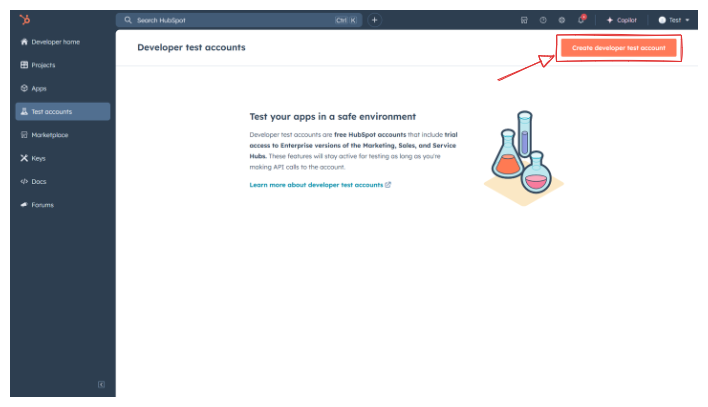 Search HubSpot
Ctrl K
Copilot
Test
Developer home
Projects
Apps
Test accounts
Marketplace
Keys
Docs
Forums
Developer test accounts
Create developer test account
Test your apps in a safe environment
Developer test accounts are free HubSpot accounts that include trial
access to Enterprise versions of the Marketing, Sales, and Service
Hubs. These features will stay active for testing as long as you're
making API calls to the account.
Learn more about developer test accounts